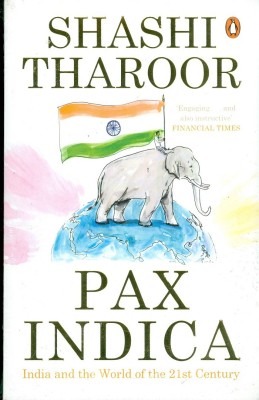 SHASHI
THAROOR
'Engaging ... and
also instructive'
FINANCIAL TIMES
PAX
INDICA
India and the World of the 21st Century